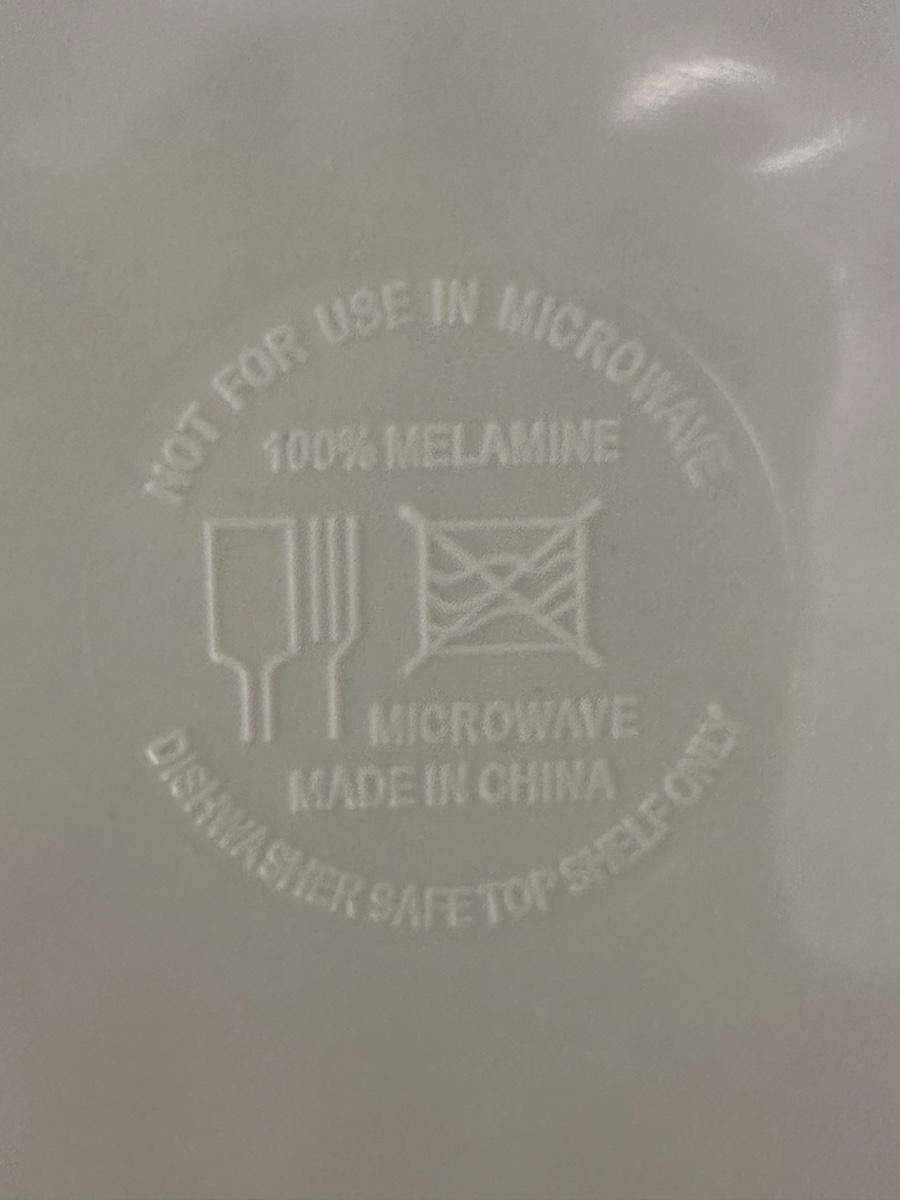 NOT FOR USE IN MICROWAVE
100% MELAMINE
MICROWAVE
MADE IN CHINA
DISHWASHER SAFE TOP SHELF ONLY